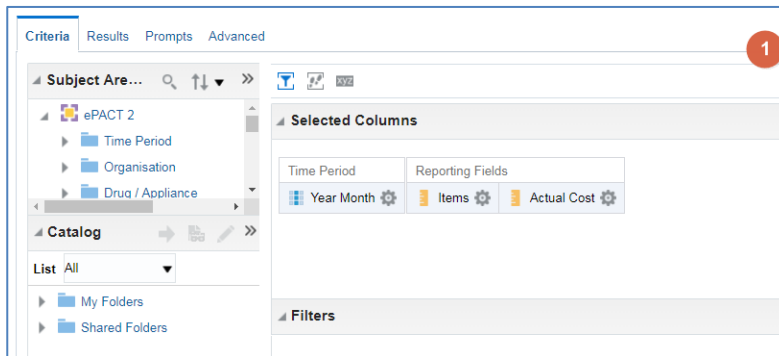 Criteria Results Prompts Advanced
1
Subject Are...
ePACT 2
Time Period
Organisation
Drug / Appliance
Catalog
List All
My Folders
Shared Folders
xyz
Selected Columns
Time Period Reporting Fields
Year Month Items Actual Cost
Filters